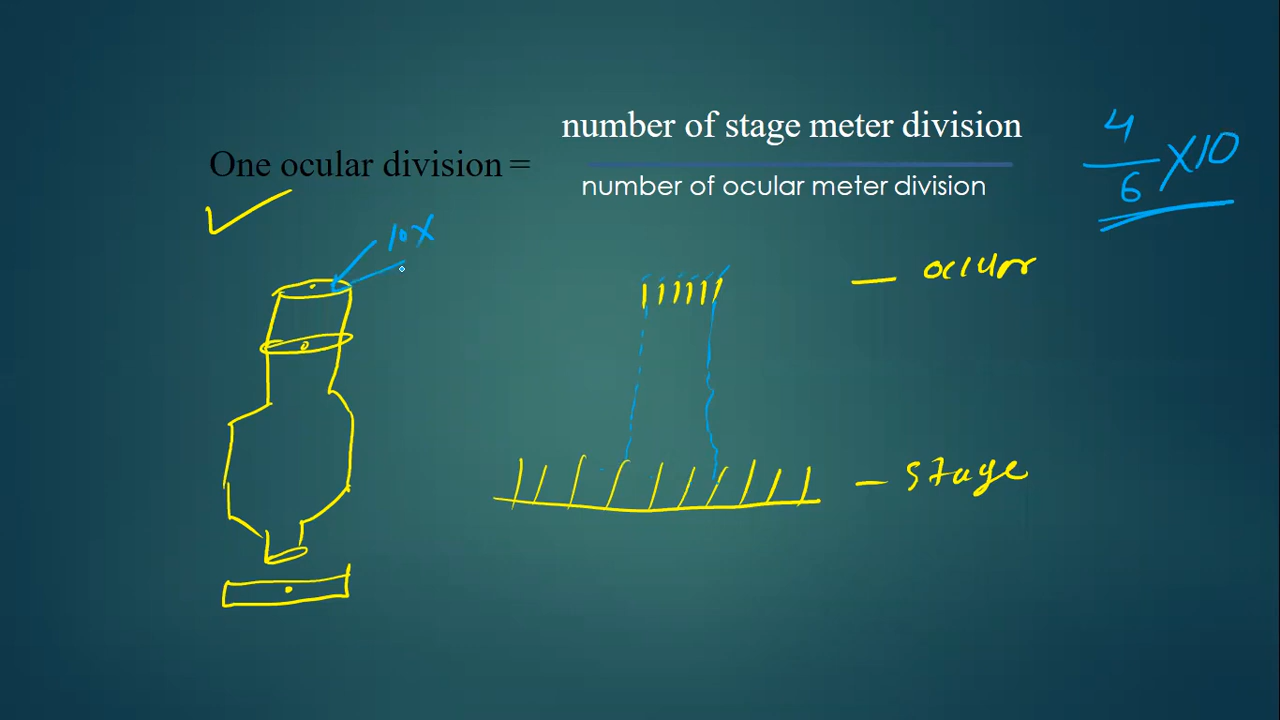 number of stage meter division
One ocular division =
number of ocular meter division
4
6
X10
10X
ocular
stage